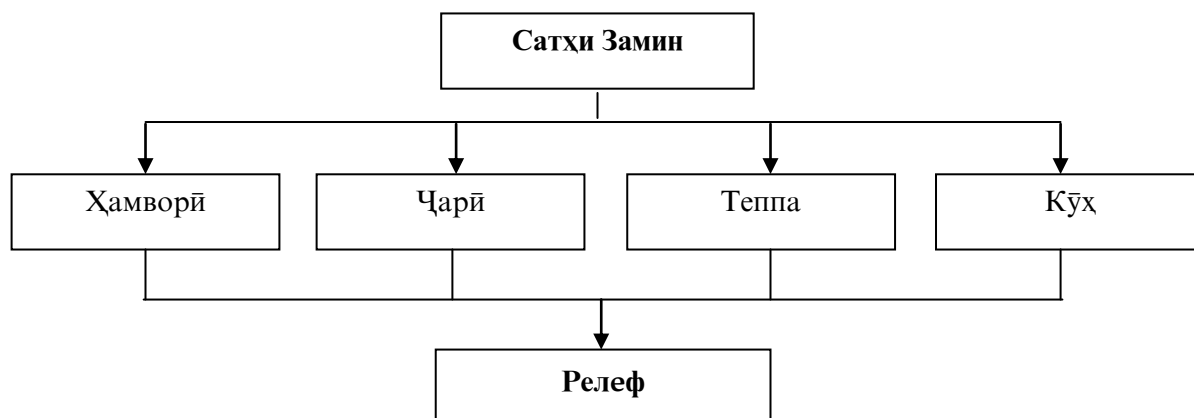 Сатҳи Замин
Ҳамворӣ
Ҷарӣ
Теппа
Кӯҳ
Релеф